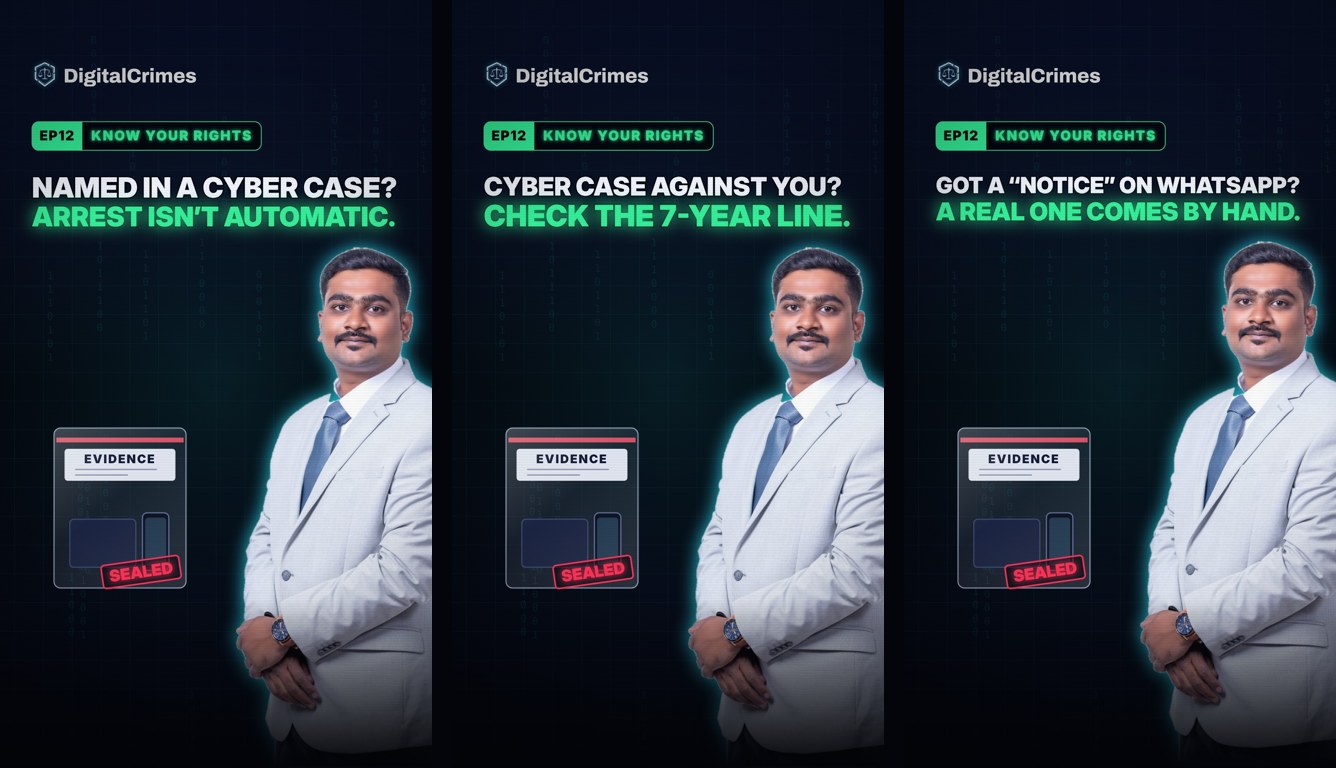 DigitalCrimes
EP12 KNOW YOUR RIGHTS
NAMED IN A CYBER CASE?
ARREST ISN'T AUTOMATIC.
EVIDENCE
SEALED
DigitalCrimes
EP12 KNOW YOUR RIGHTS
CYBER CASE AGAINST YOU?
CHECK THE 7-YEAR LINE.
EVIDENCE
SEALED
DigitalCrimes
EP12 KNOW YOUR RIGHTS
GOT A “NOTICE” ON WHATSAPP?
A REAL ONE COMES BY HAND.
EVIDENCE
SEALED